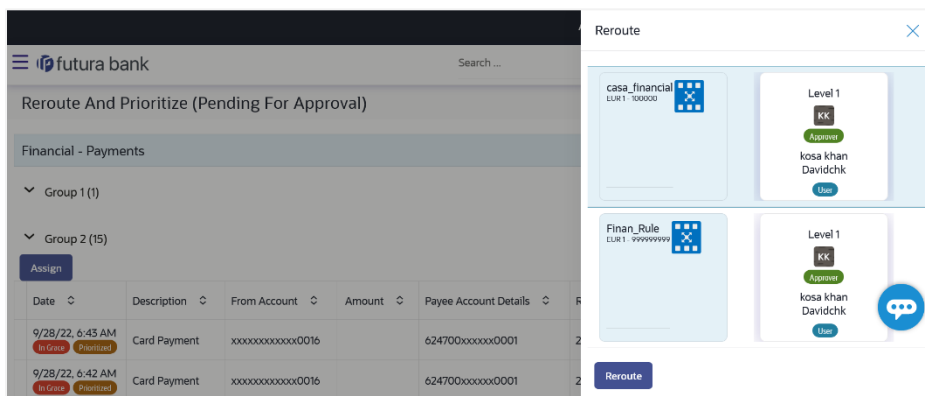 futura bank
Search ...
Reroute And Prioritize (Pending For Approval)
Financial - Payments
Group 1 (1)
Group 2 (15)
Assign
Date Description From Account Amount Payee Account Details
9/28/22, 6:43 AM
In Grace Prioritized
Card Payment xxxxxxxxxxxx0016 624700xxxxxx0001 2
9/28/22, 6:42 AM
In Grace Prioritized
Card Payment xxxxxxxxxxxx0016 624700xxxxxx0001 2
Reroute
casa_financial
EUR 1 - 100000
Level 1
KK
Approver
kosa khan
Davidchk
User
Finan_Rule
EUR 1 - 999999999
Level 1
KK
Approver
kosa khan
Davidchk
User
Reroute